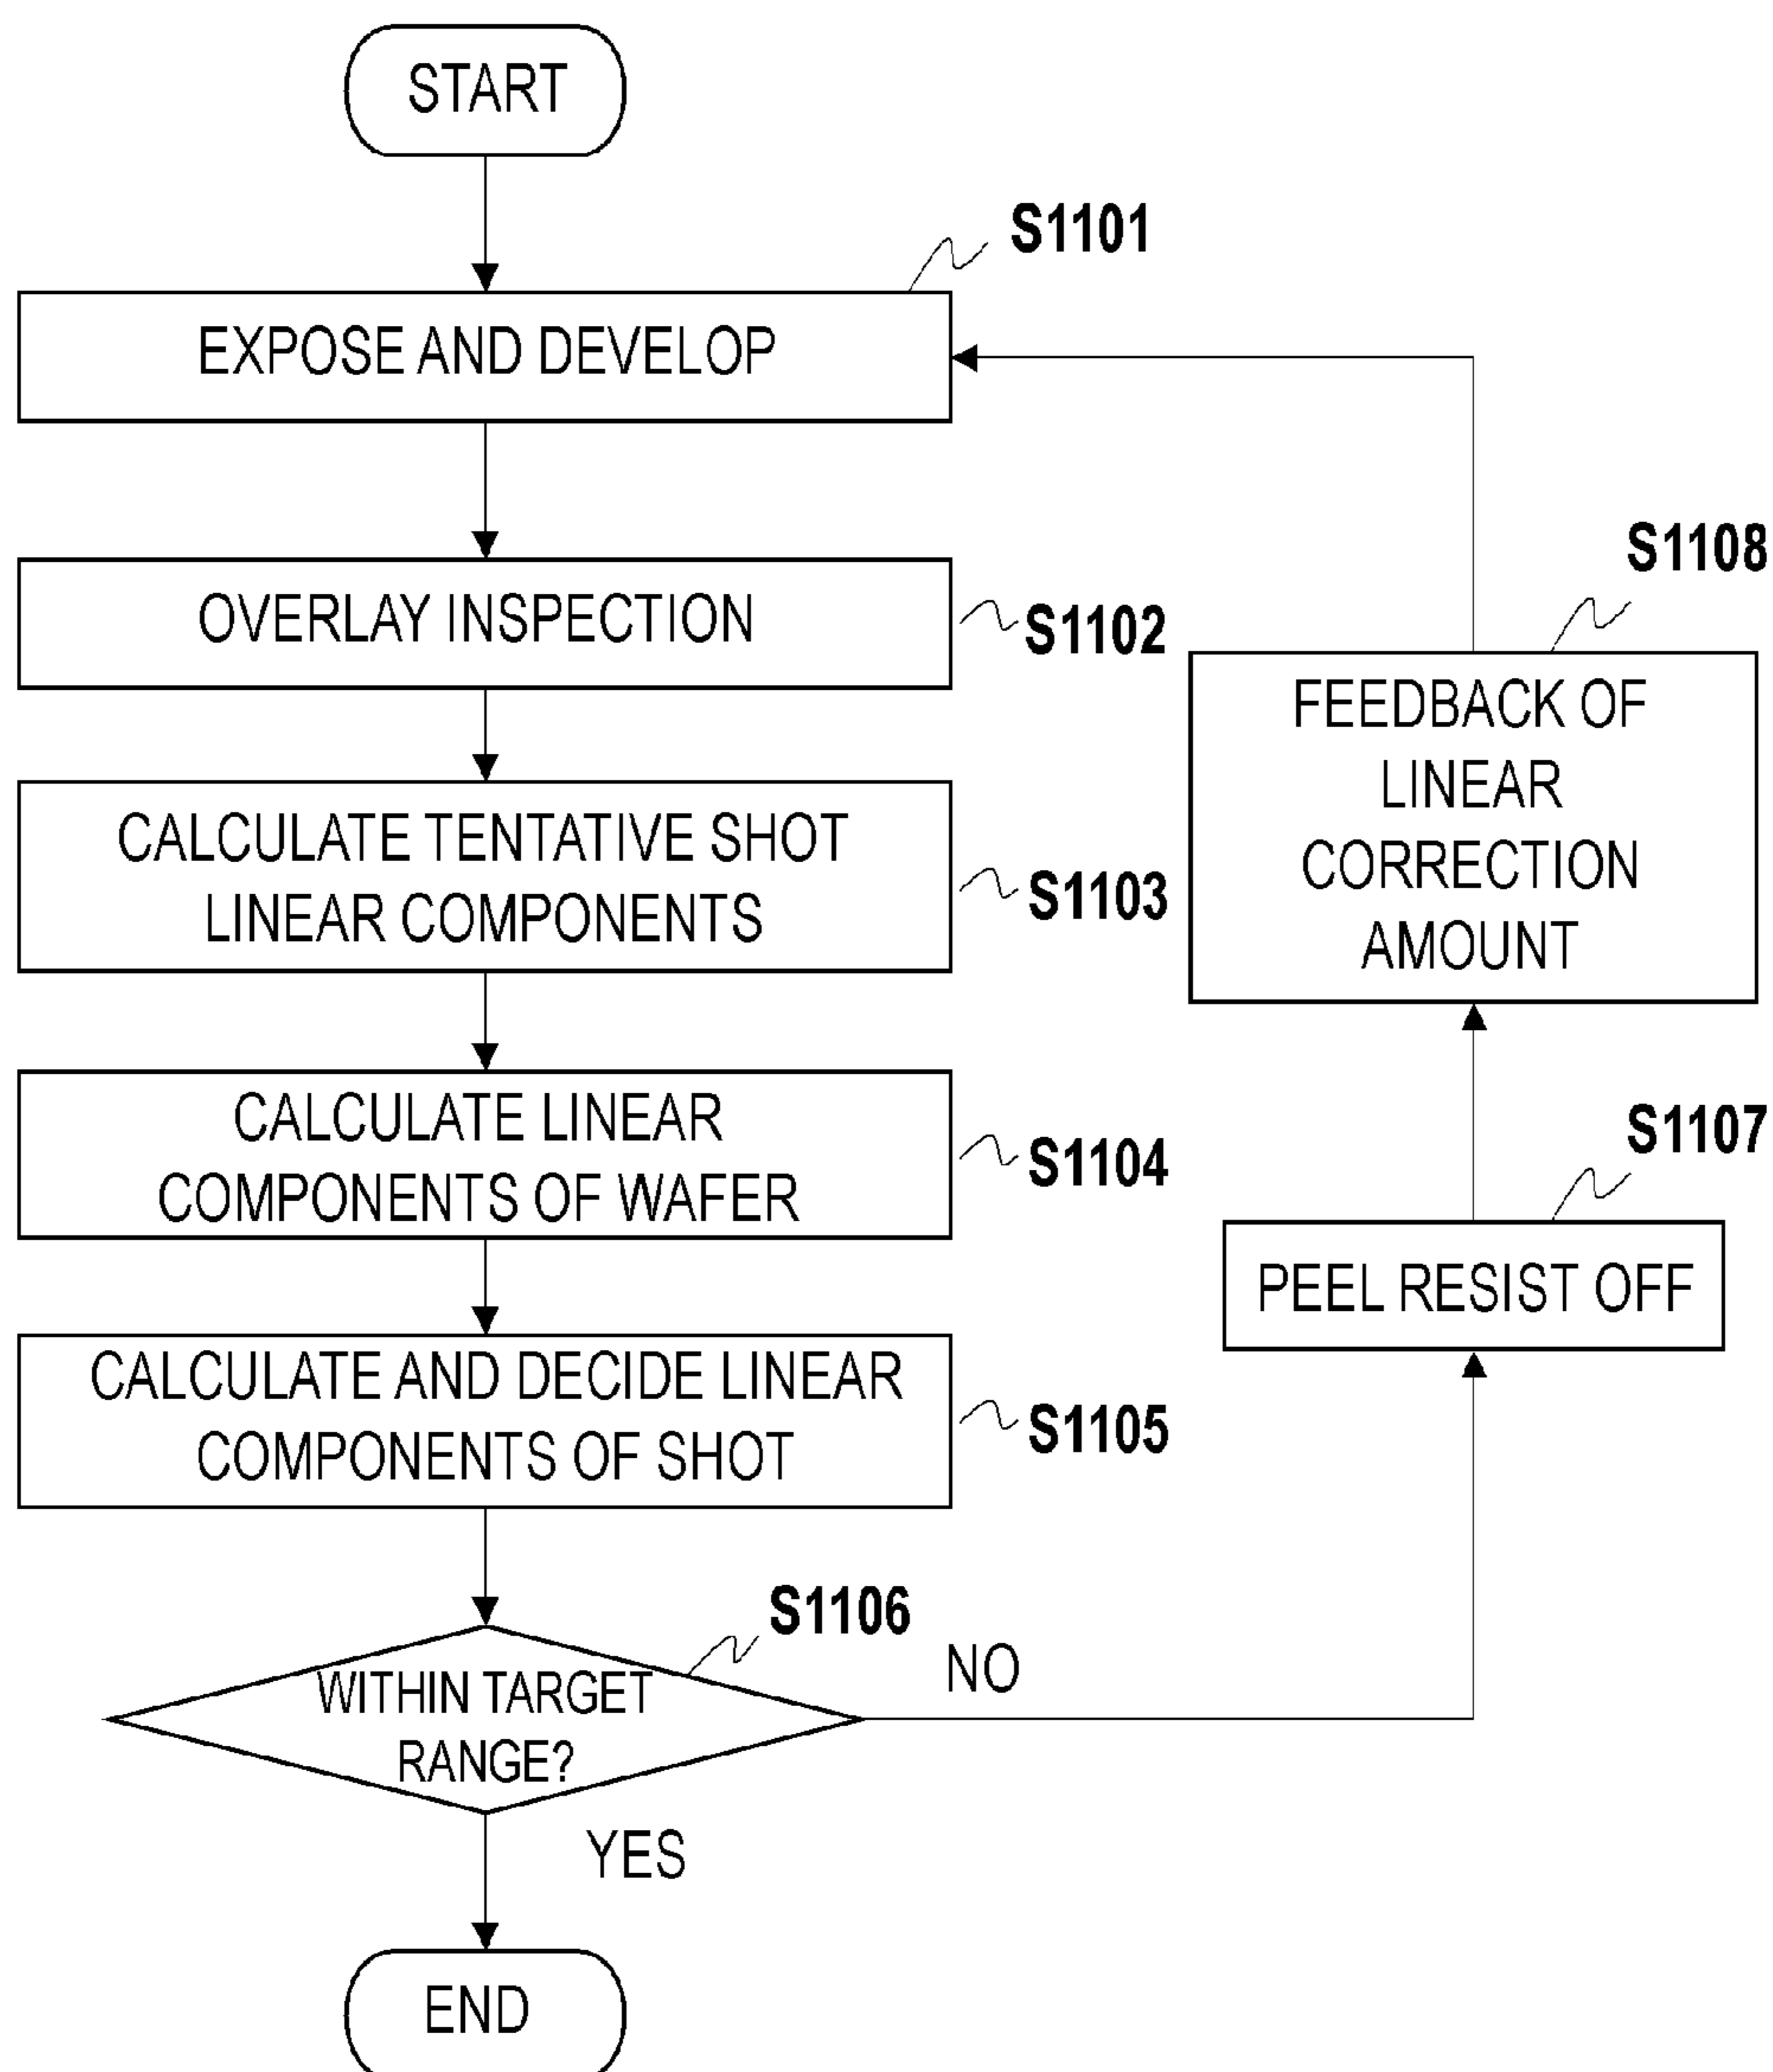 START
S1101
EXPOSE AND DEVELOP
OVERLAY INSPECTION
S1102
CALCULATE TENTATIVE SHOT
LINEAR COMPONENTS
S1103
CALCULATE LINEAR
COMPONENTS OF WAFER
S1104
CALCULATE AND DECIDE LINEAR
COMPONENTS OF SHOT
S1105
S1106
WITHIN TARGET
RANGE?
NO
YES
END
S1107
PEEL RESIST OFF
S1108
FEEDBACK OF
LINEAR
CORRECTION
AMOUNT